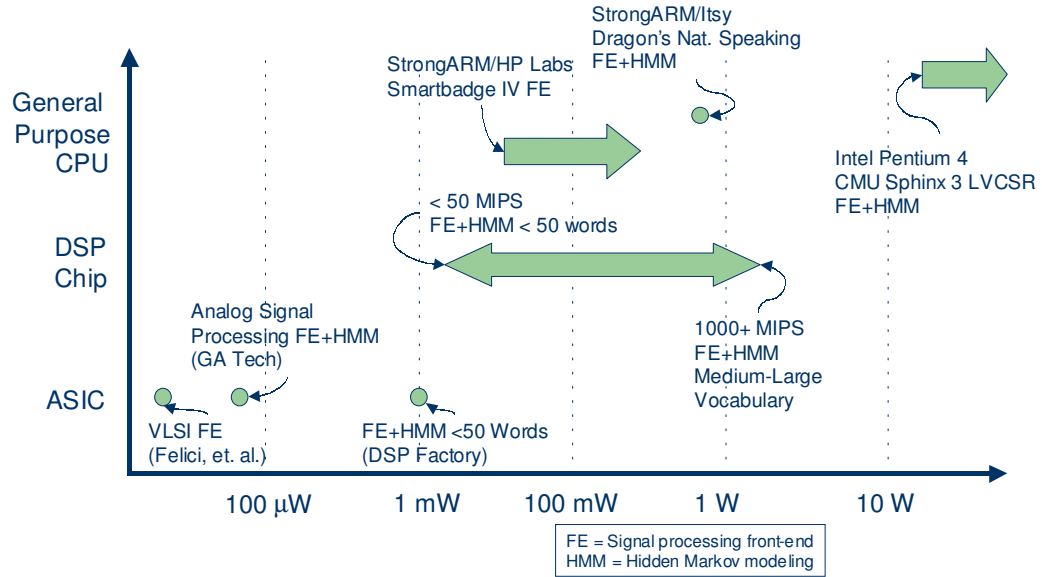 StrongARM/Itsy
Dragon's Nat. Speaking
FE+HMM
StrongARM/HP Labs
Smartbadge IV FE
General
Purpose
CPU
Intel Pentium 4
CMU Sphinx 3 LVCSR
FE+HMM
< 50 MIPS
FE+HMM < 50 words
DSP
Chip
Analog Signal
Processing FE+HMM
(GA Tech)
1000+ MIPS
FE+HMM
Medium-Large
Vocabulary
ASIC
VLSI FE
(Felici, et. al.)
FE+HMM <50 Words
(DSP Factory)
100 μW
1 mW
100 mW
1 W
10 W
FE = Signal processing front-end
HMM = Hidden Markov modeling